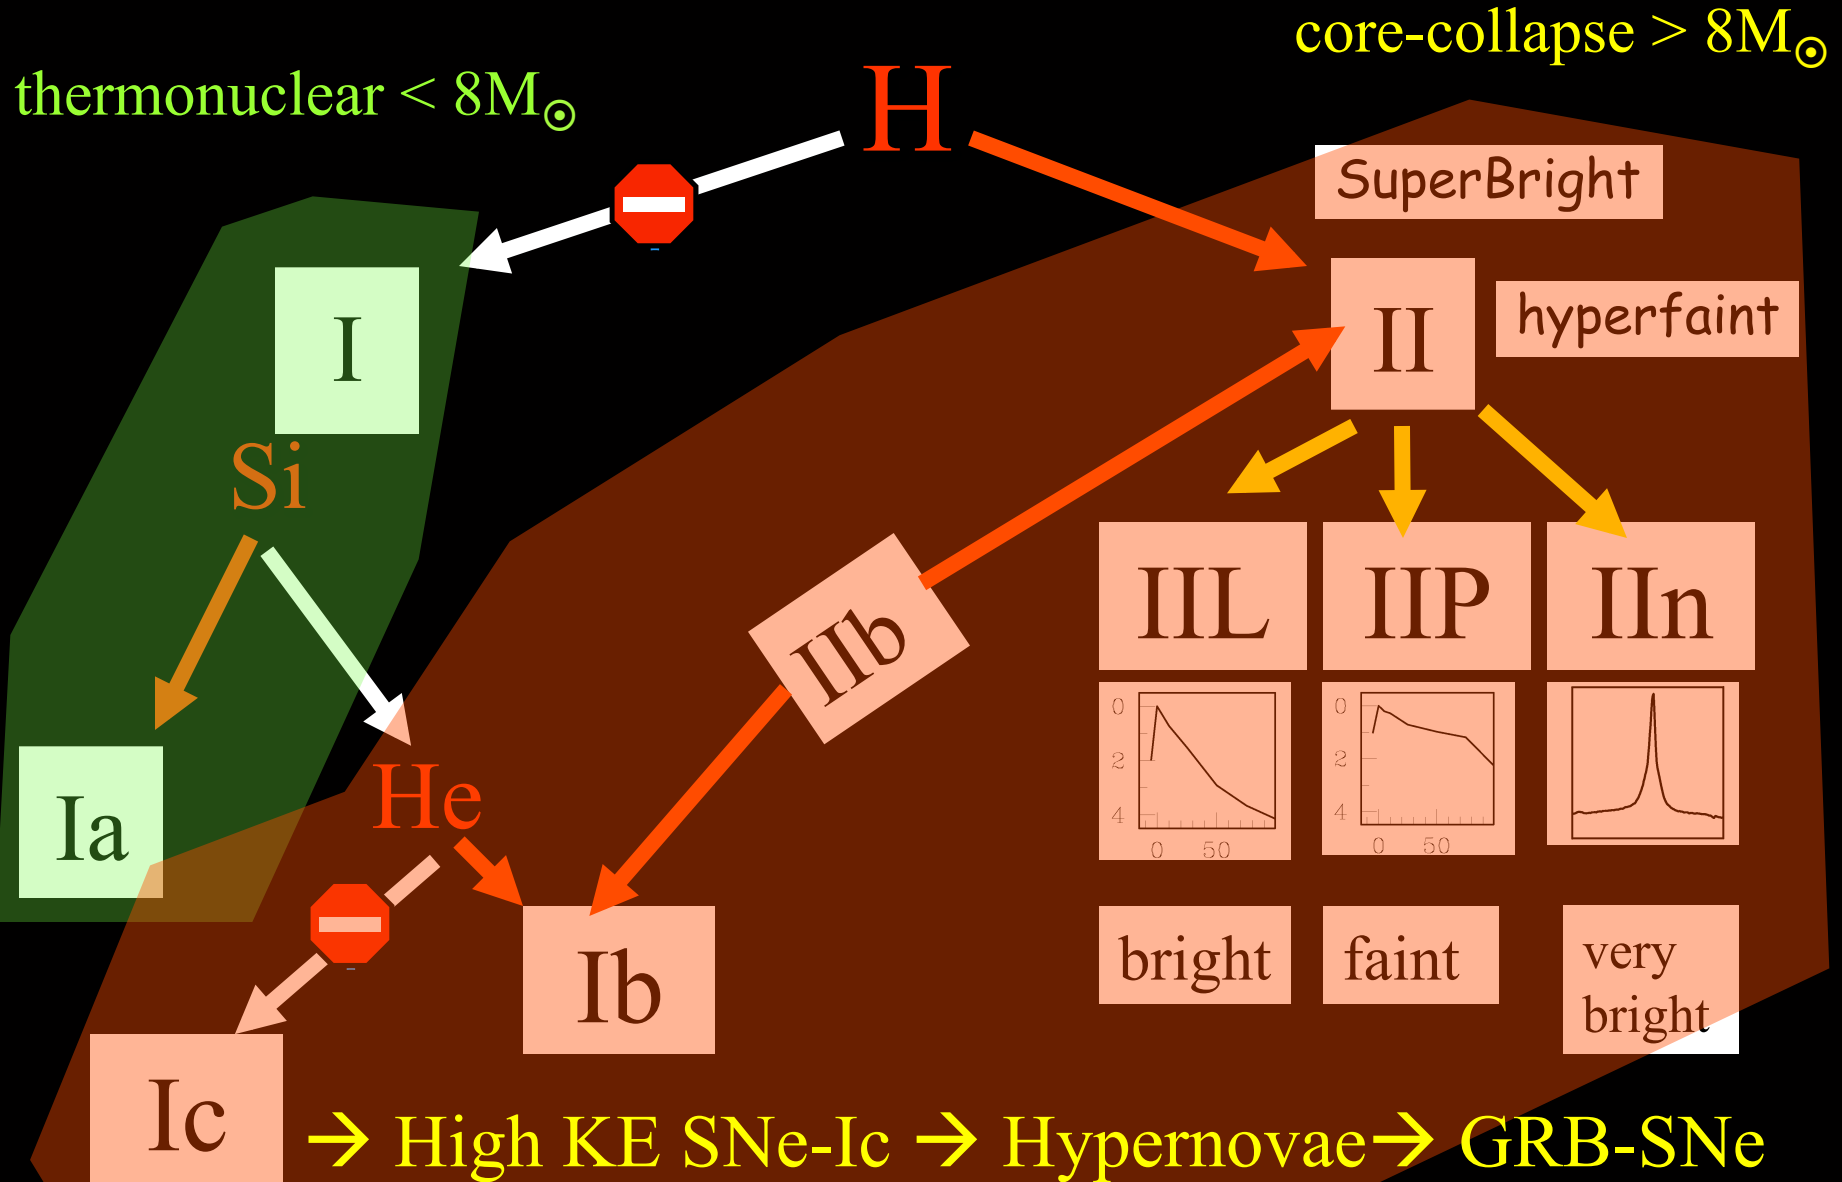 core-collapse > 8M☉
thermonuclear < 8M☉
H
SuperBright
I
II
hyperfaint
Si
IIb
IIL
IIP
IIn
0
2
4
0 50
0
2
4
0 50
Ia
He
Ib
bright
faint
very
bright
Ic
→ High KE SNe-Ic → Hypernovae → GRB-SNe